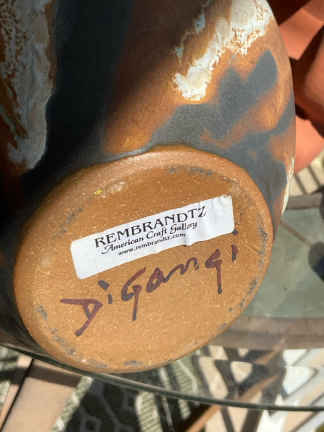 REMBRANDTZ
American Craft Gallery
www.rembrandtz.com
DiGangi